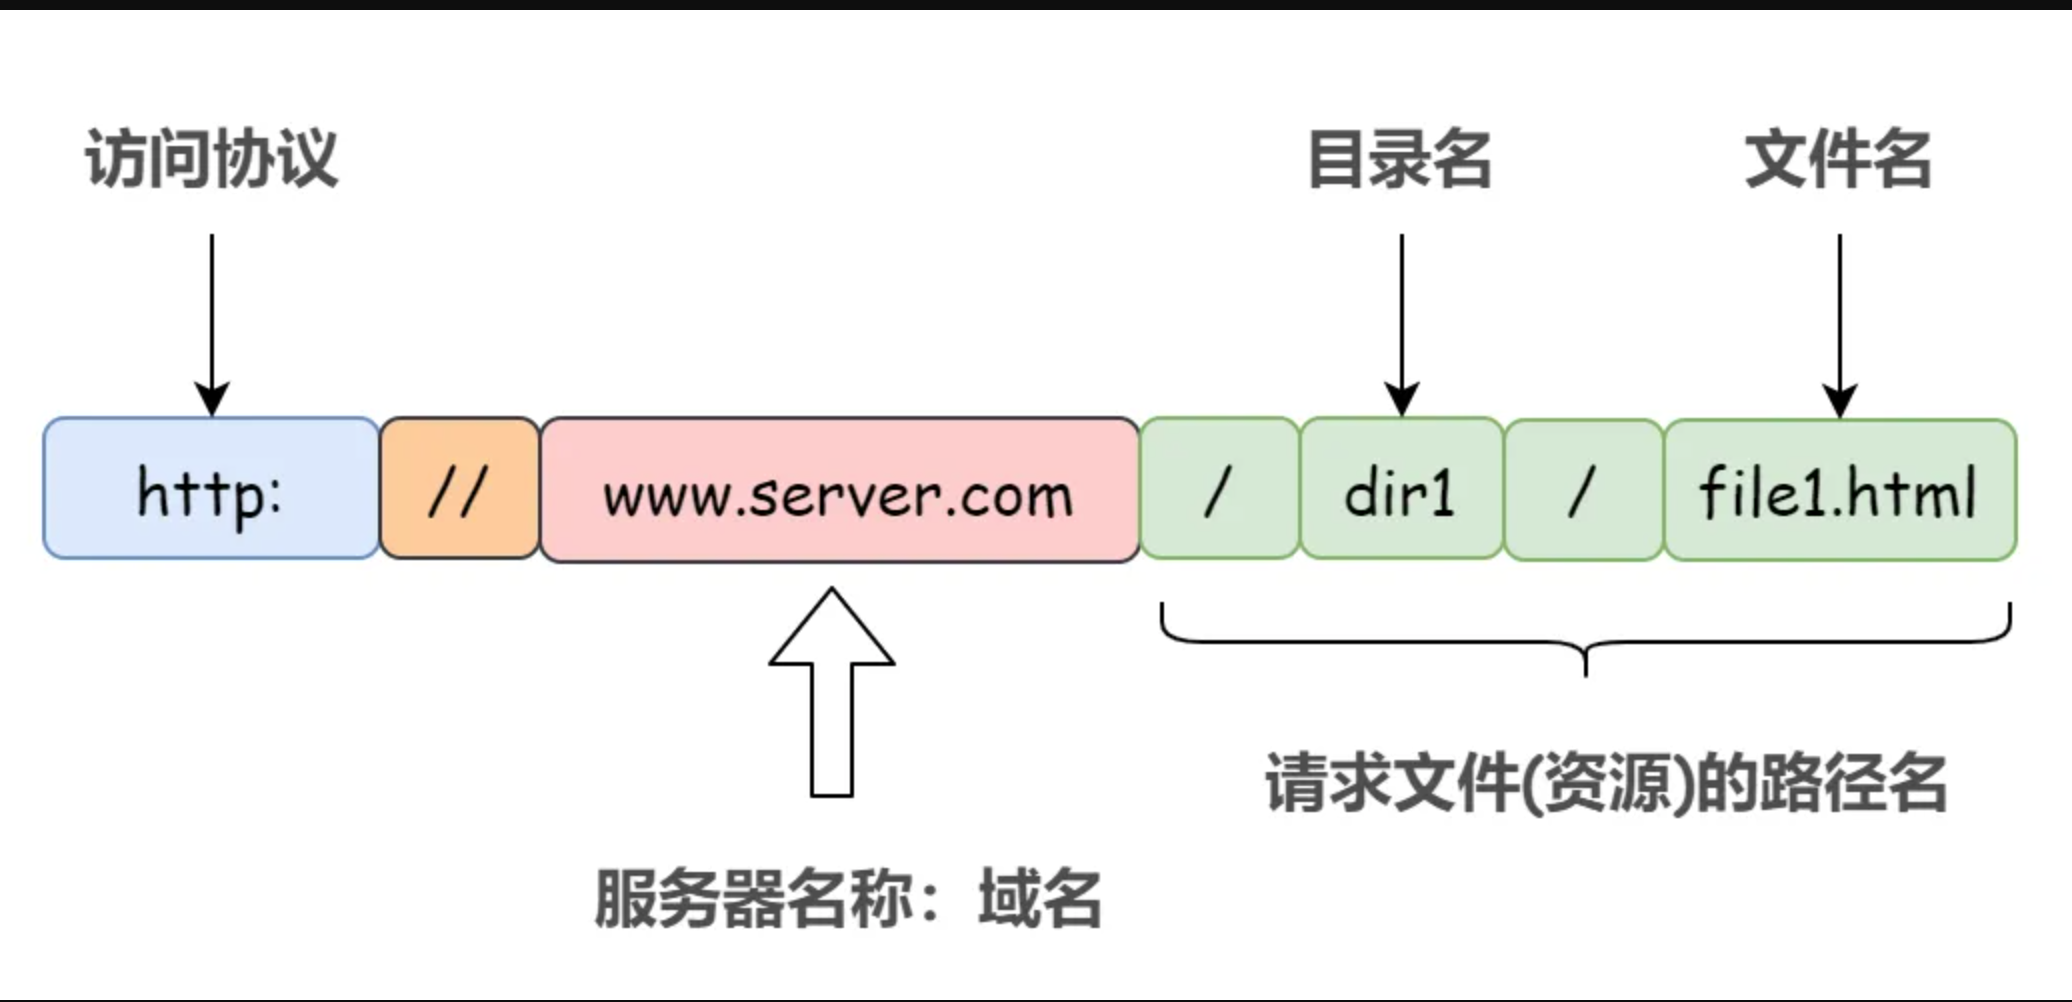 访问协议
目录名
文件名
http:
//
www.server.com
/
dir1
/
file1.html
请求文件(资源)的路径名
服务器名称：域名